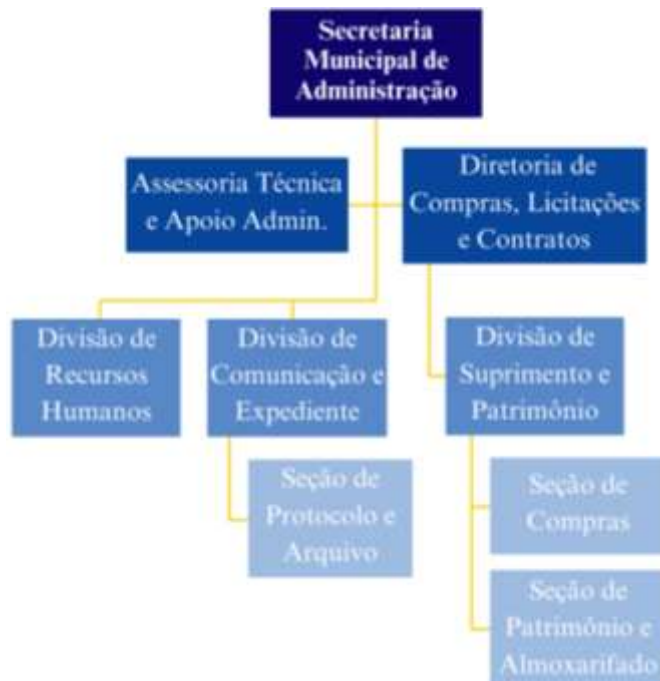 Secretaria
Municipal de
Administração
Assessoria Técnica
e Apoio Admin.
Diretoria de
Compras, Licitações
e Contratos
Divisão de
Recursos
Humanos
Divisão de
Comunicação e
Expediente
Divisão de
Suprimento e
Patrimônio
Seção de
Protocolo e
Arquivo
Seção de
Compras
Seção de
Patrimônio e
Almoxarifado